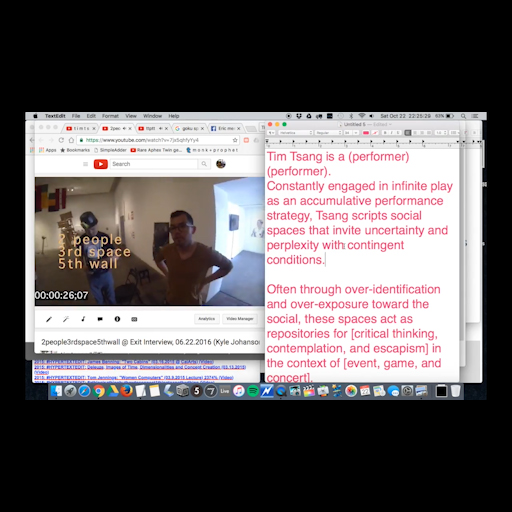 TextEdit File Edit Format View Window Help
Sat Oct 22 22:25:29
https://www.youtube.com/watch?v=
Apps Bookmarks SimpleAdder Rare Aphex Twin
Untitled
Search
2 people
3rd space
5th wall
00:00:26;07
Analytics Video Manager
2people3rdspace5thwall @ Exit Interview, 06.22.2016 (Kyle Johanson
Tim Tsang is a (performer)
(performer).
Constantly engaged in infinite play
as an accumulative performance
strategy, Tsang scripts social
spaces that invite uncertainty and
perplexity with contingent
conditions.
Often through over-identification
and over-exposure toward the
social, these spaces act as
repositories for [critical thinking,
contemplation, and escapism] in
the context of [event, game, and
concert].